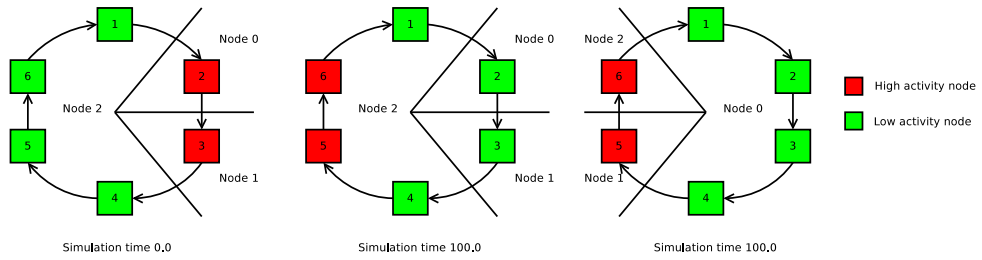 1
Node 0
2
6
Node 2
5
3
Node 1
4
Simulation time 0.0
1
Node 0
2
6
Node 2
5
3
Node 1
4
Simulation time 100.0
1
Node 2
6
2
Node 0
5
3
Node 1
4
Simulation time 100.0
High activity node
Low activity node